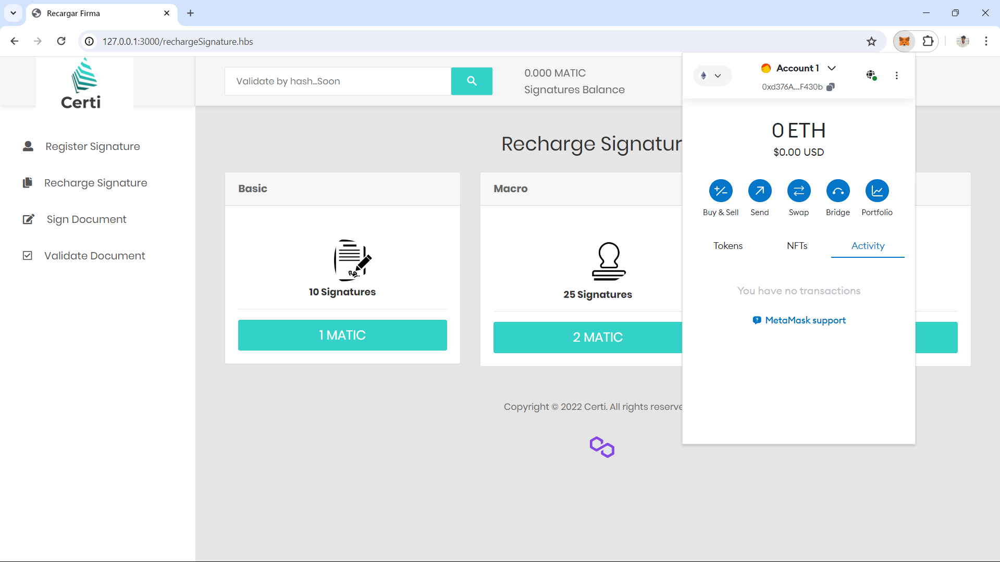 Recargar Firma
127.0.0.1:3000/rechargeSignature.hbs
Certi
Register Signature
Recharge Signature
Sign Document
Validate Document
Validate by hash...Soon
0.000 MATIC
Signatures Balance
Recharge Signatur
Basic
10 Signatures
1 MATIC
Macro
25 Signatures
2 MATIC
Copyright © 2022 Certi. All rights reserve
Account 1
0xd376A...F430b
0 ETH
$0.00 USD
Buy & Sell
Send
Swap
Bridge
Portfolio
Tokens
NFTs
Activity
You have no transactions
MetaMask support